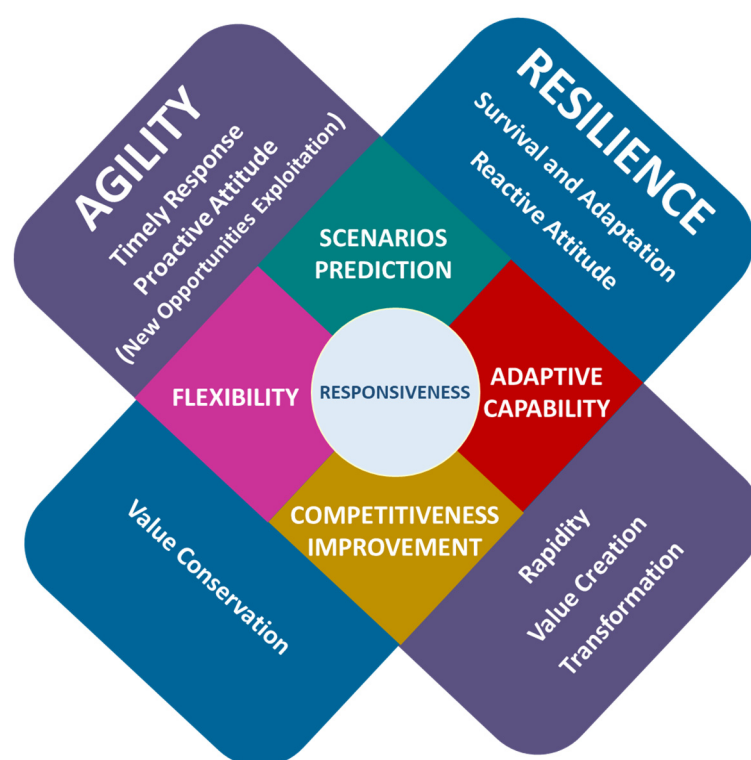 AGILITY
Timely Response
Proactive Attitude
(New Opportunities Exploitation)
RESILIENCE
Survival and Adaptation
Reactive Attitude
SCENARIOS
PREDICTION
FLEXIBILITY
RESPONSIVENESS
ADAPTIVE
CAPABILITY
COMPETITIVENESS
IMPROVEMENT
Value Conservation
Rapidity
Value Creation
Transformation